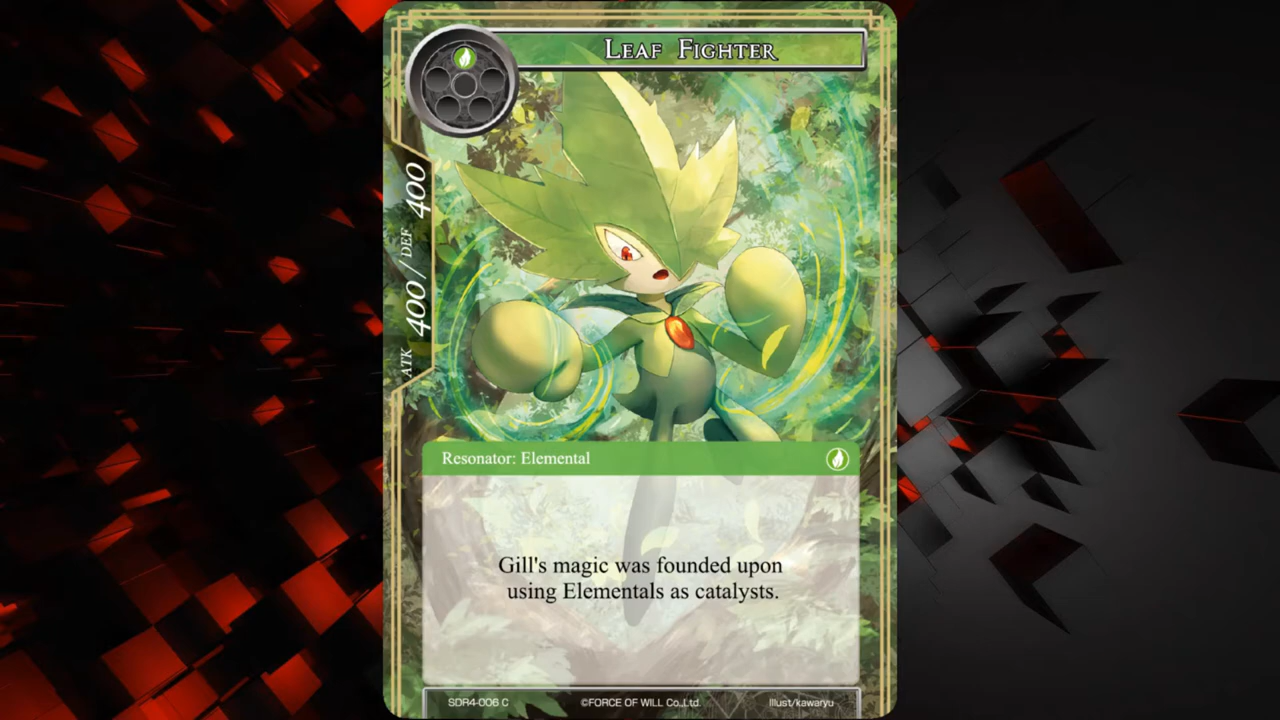 LEAF FIGHTER
ATK 400 / DEF 400
Resonator: Elemental
Gill's magic was founded upon
using Elementals as catalysts.
SDR4-006 C ©FORCE OF WILL Co.,Ltd. Illust/kawaryu